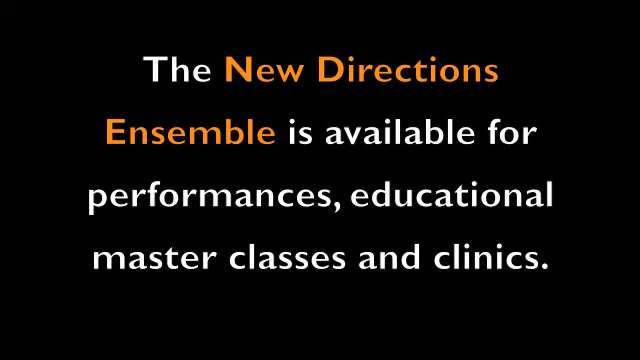 The New Directions
Ensemble is available for
performances, educational
master classes and clinics.